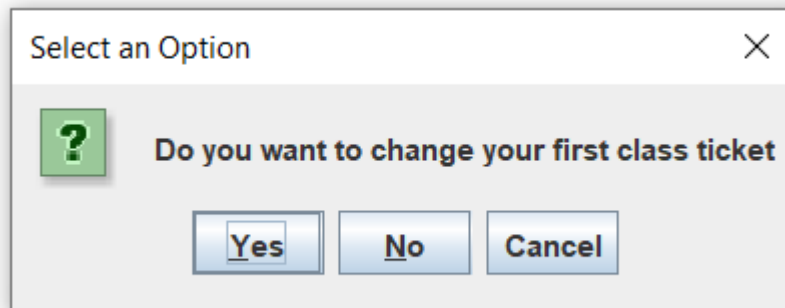 Select an Option
?
Do you want to change your first class ticket
Yes No Cancel